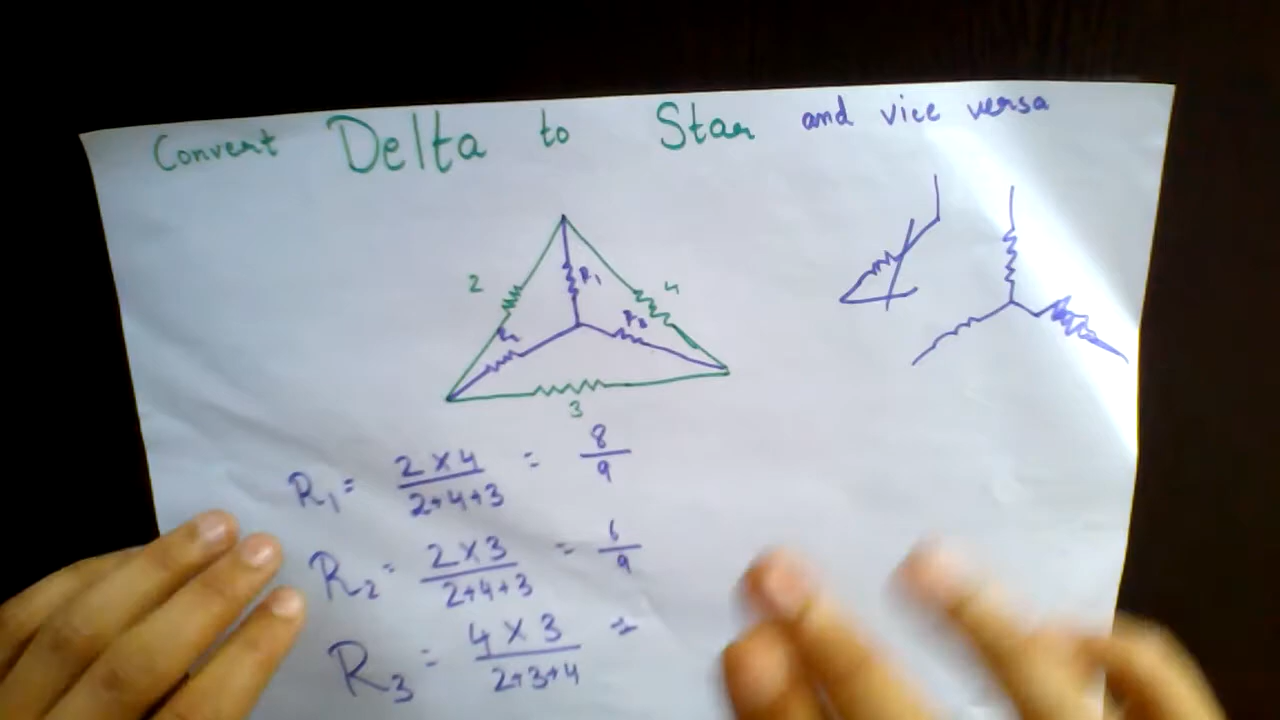 Convert Delta to Star and vice versa
2
R1
4
R2
R3
3
R1 = 2 × 4 / 2+4+3 = 8/9
R2 = 2 × 3 / 2+4+3 = 6/9
R3 = 4 × 3 / 2+3+4 =